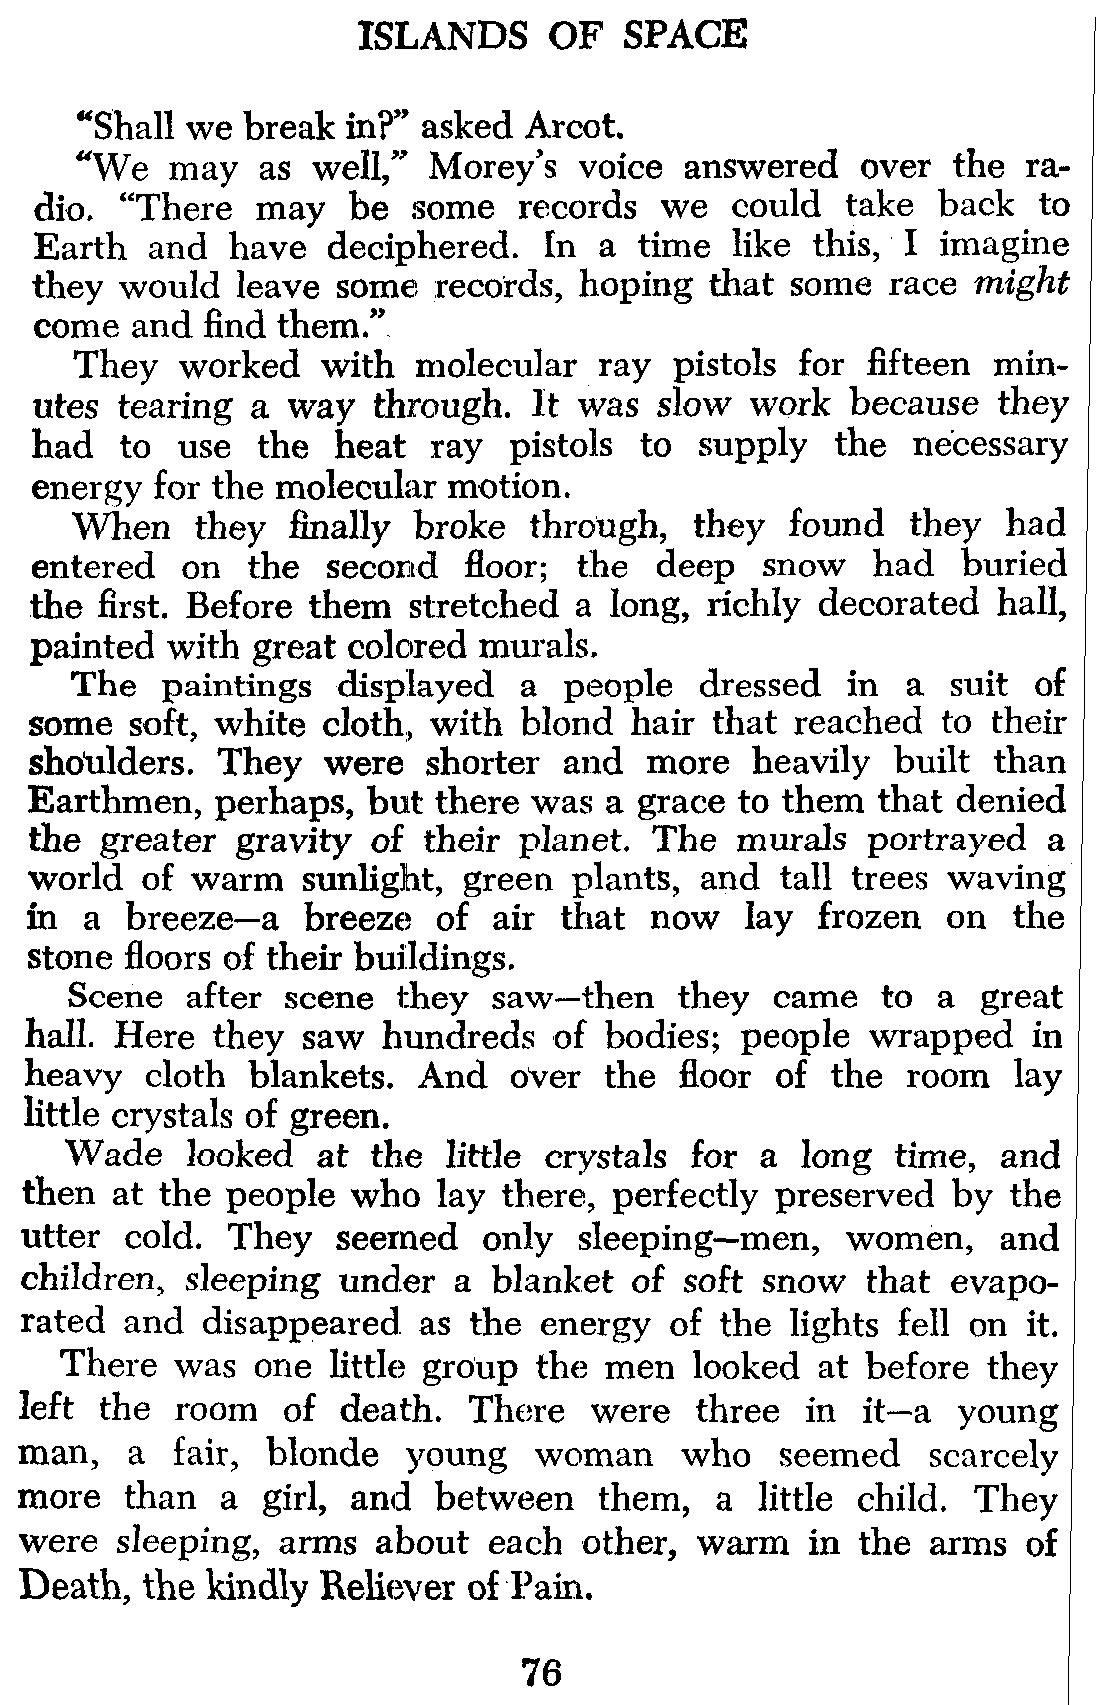 ISLANDS OF SPACE
“Shall we break in?” asked Arcot.
“We may as well,” Morey’s voice answered over the ra-
dio. “There may be some records we could take back to
Earth and have deciphered. In a time like this, I imagine
they would leave some records, hoping that some race might
come and find them.”
They worked with molecular ray pistols for fifteen min-
utes tearing a way through. It was slow work because they
had to use the heat ray pistols to supply the necessary
energy for the molecular motion.
When they finally broke through, they found they had
entered on the second floor; the deep snow had buried
the first. Before them stretched a long, richly decorated hall,
painted with great colored murals.
The paintings displayed a people dressed in a suit of
some soft, white cloth, with blond hair that reached to their
shoulders. They were shorter and more heavily built than
Earthmen, perhaps, but there was a grace to them that denied
the greater gravity of their planet. The murals portrayed a
world of warm sunlight, green plants, and tall trees waving
in a breeze—a breeze of air that now lay frozen on the
stone floors of their buildings.
Scene after scene they saw—then they came to a great
hall. Here they saw hundreds of bodies; people wrapped in
heavy cloth blankets. And over the floor of the room lay
little crystals of green.
Wade looked at the little crystals for a long time, and
then at the people who lay there, perfectly preserved by the
utter cold. They seemed only sleeping—men, women, and
children, sleeping under a blanket of soft snow that evapo-
rated and disappeared as the energy of the lights fell on it.
There was one little group the men looked at before they
left the room of death. There were three in it—a young
man, a fair, blonde young woman who seemed scarcely
more than a girl, and between them, a little child. They
were sleeping, arms about each other, warm in the arms of
Death, the kindly Reliever of Pain.
76